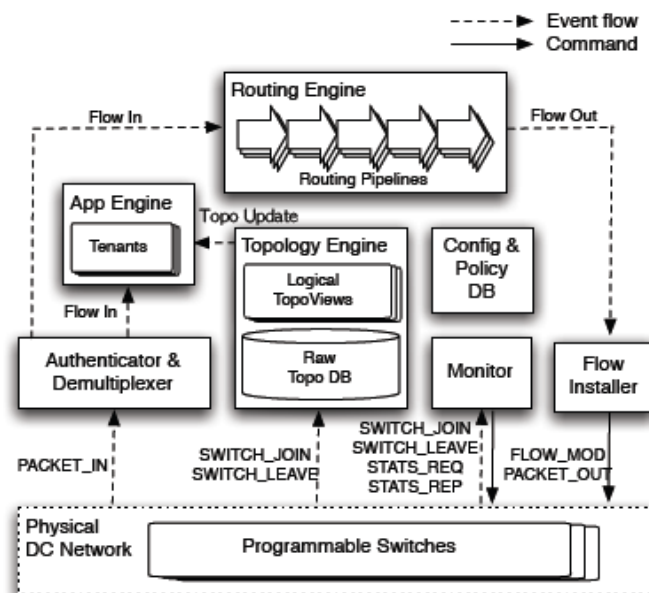 Event flow
Command
Routing Engine
Flow In
Flow Out
Routing Pipelines
App Engine
Topo Update
Tenants
Topology Engine
Config &
Policy
DB
Logical
TopoViews
Flow In
Authenticator &
Demultiplexer
Raw
Topo DB
Monitor
Flow
Installer
PACKET_IN
SWITCH_JOIN
SWITCH_LEAVE
SWITCH_JOIN
SWITCH_LEAVE
STATS_REQ
STATS_REP
FLOW_MOD
PACKET_OUT
Physical
DC Network
Programmable Switches